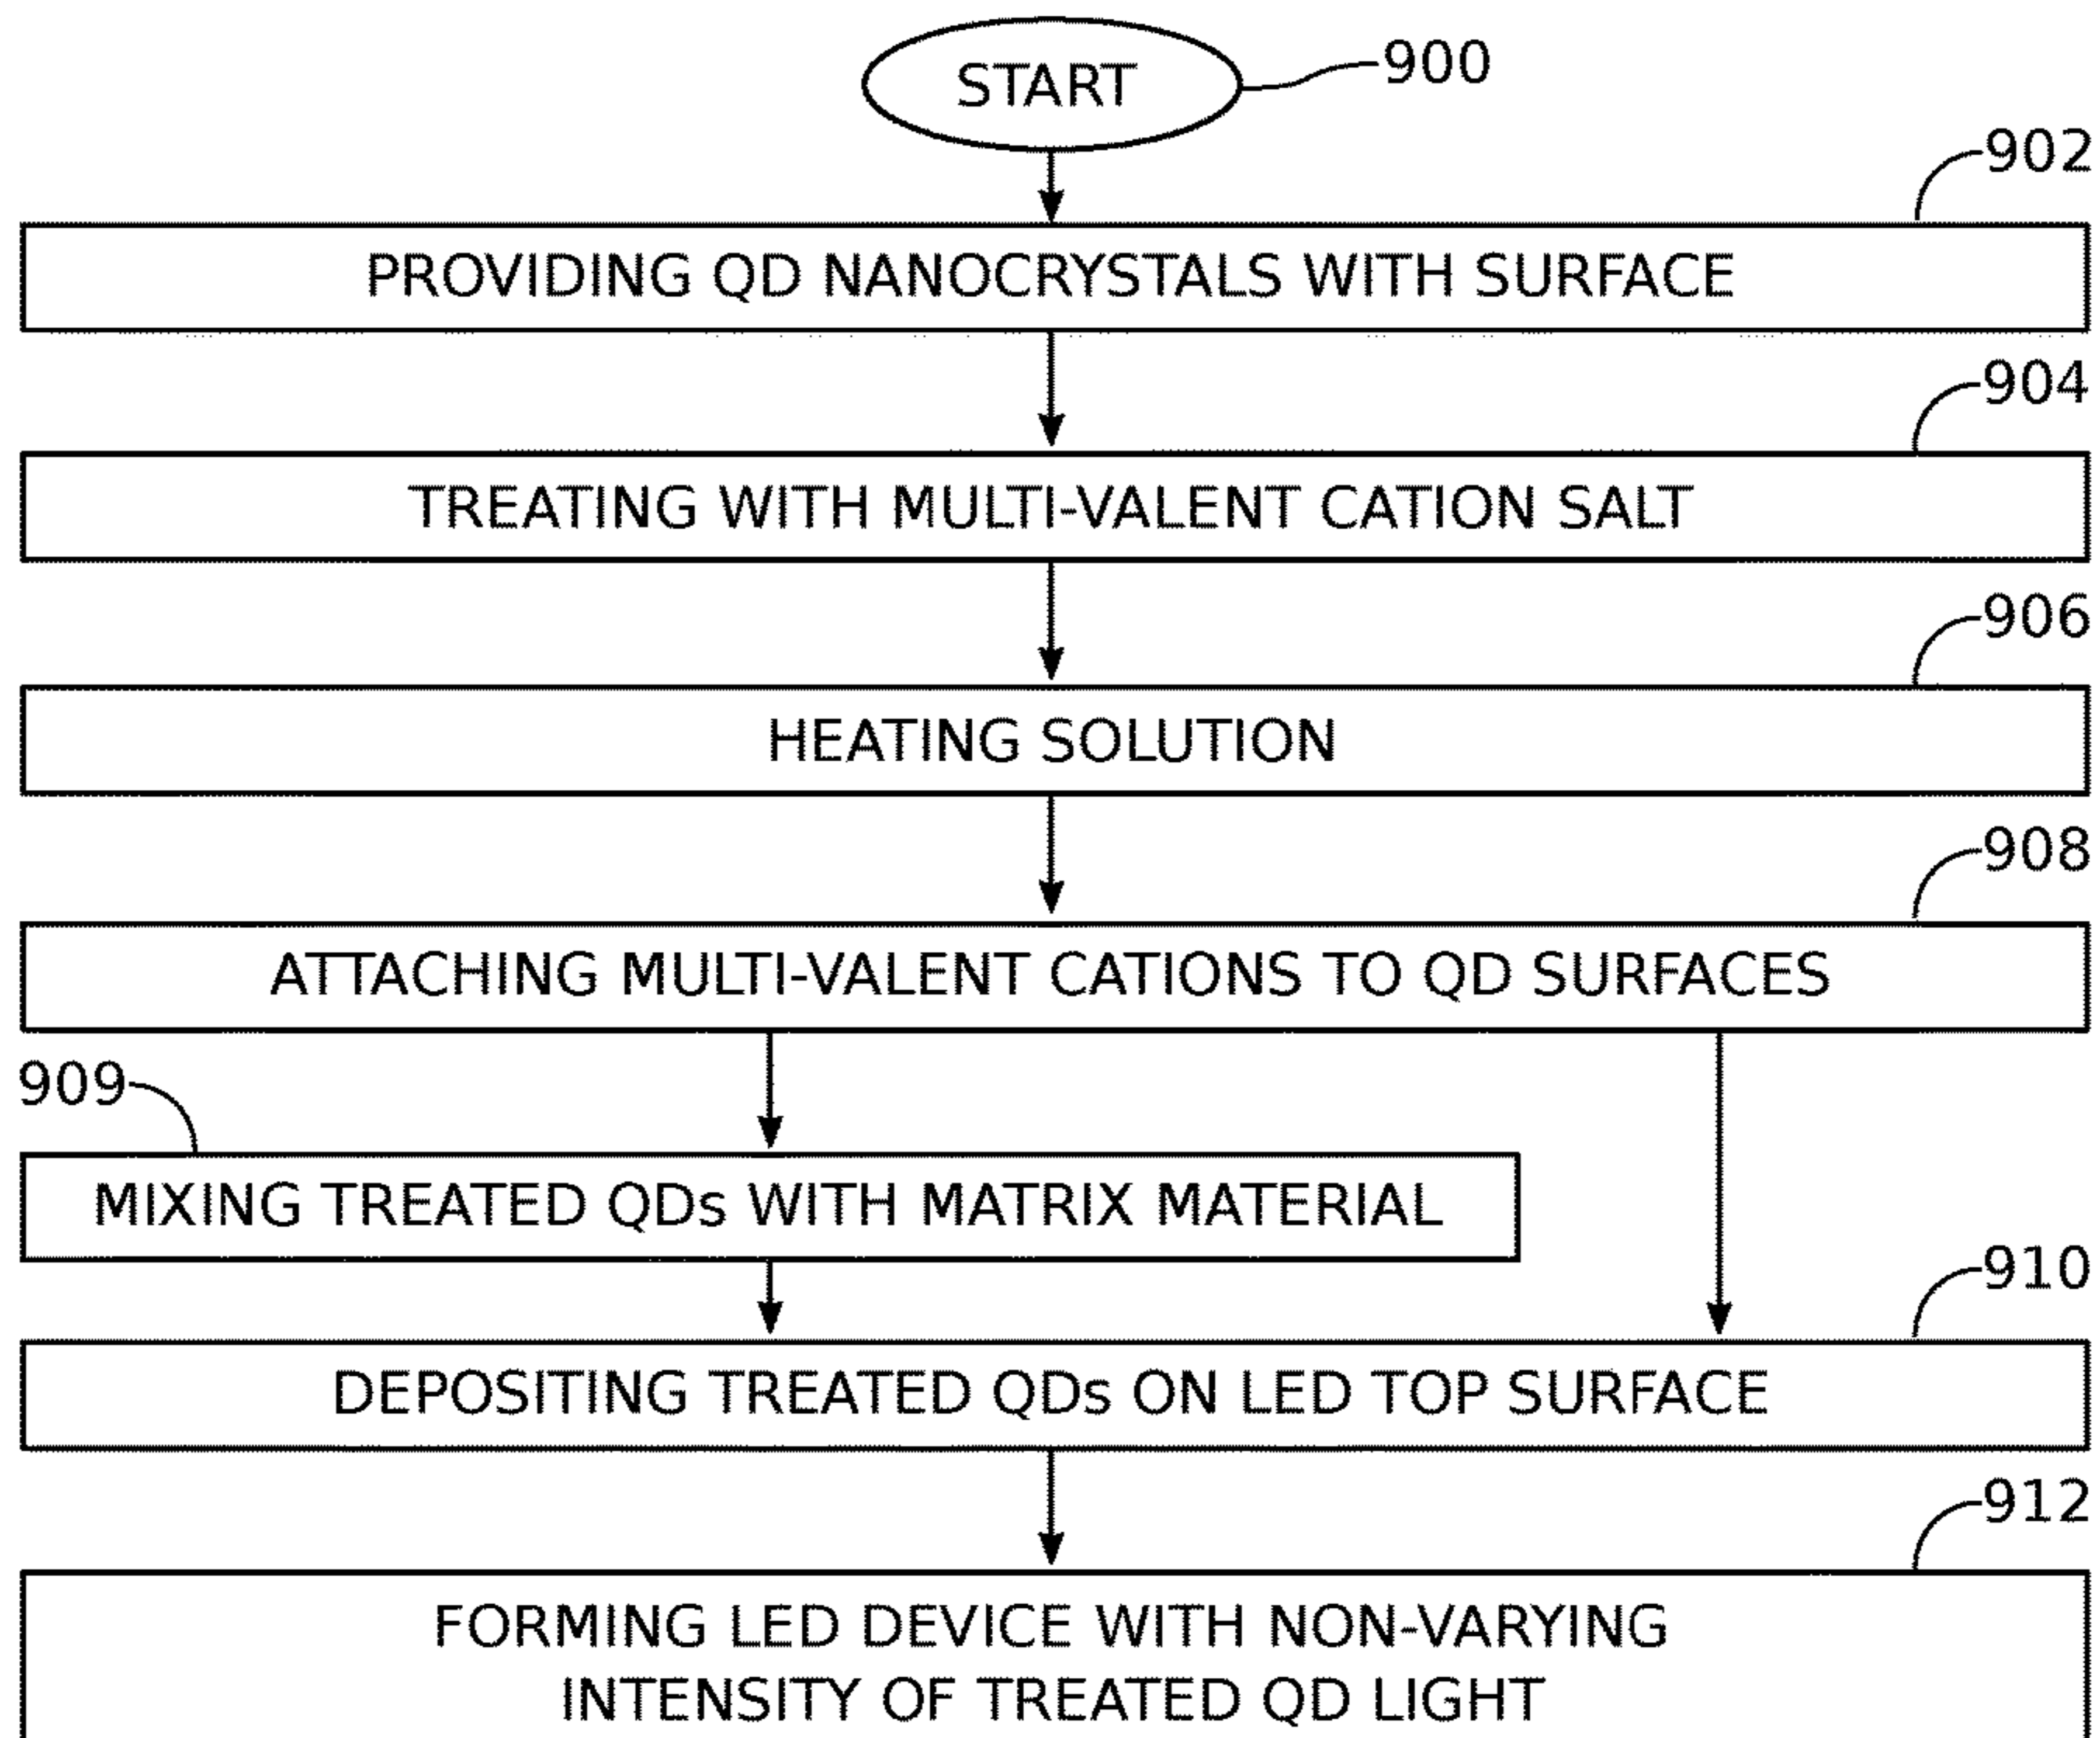 START
900
902
PROVIDING QD NANOCRYSTALS WITH SURFACE
904
TREATING WITH MULTI-VALENT CATION SALT
906
HEATING SOLUTION
908
ATTACHING MULTI-VALENT CATIONS TO QD SURFACES
909
MIXING TREATED QDs WITH MATRIX MATERIAL
910
DEPOSITING TREATED QDs ON LED TOP SURFACE
912
FORMING LED DEVICE WITH NON-VARYING
INTENSITY OF TREATED QD LIGHT